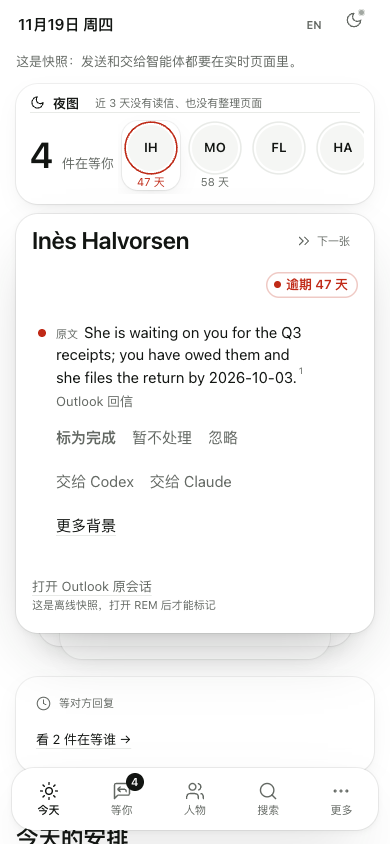 11月19日 周四
EN
这是快照：发送和交给智能体都要在实时页面里。
夜图 近 3 天没有读信、也没有整理页面
4 件在等你
IH
47 天
MO
58 天
FL
HA
Inès Halvorsen
下一张
逾期 47 天
原文 She is waiting on you for the Q3
receipts; you have owed them and
she files the return by 2026-10-03. 1
Outlook 回信
标为完成 暂不处理 忽略
交给 Codex 交给 Claude
更多背景
打开 Outlook 原会话
这是离线快照，打开 REM 后才能标记
等对方回复
看 2 件在等谁 →
4
今天 等你 人物 搜索 更多
今天的安排